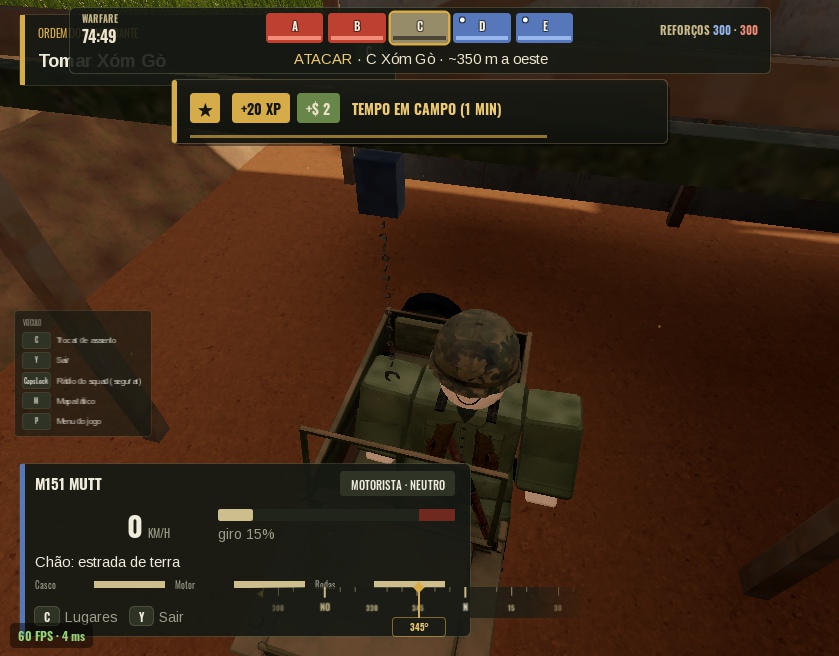 WARFARE
74:49
A B C D E
REFORÇOS 300 · 300
ATACAR · C Xóm Gò · ~350 m a oeste
Tomar Xóm Gò
★ +20 XP +$ 2 TEMPO EM CAMPO (1 MIN)
VEÍCULO
C Trocar de assento
Y Sair
CapsLock Rádio do squad (segurar)
M Mapa tático
P Menu do jogo
M151 MUTT
MOTORISTA · NEUTRO
0 KM/H
giro 15%
Chão: estrada de terra
Casco Motor Rodas
300 NO 330 345 N 15 30
C Lugares Y Sair
345°
60 FPS · 4 ms